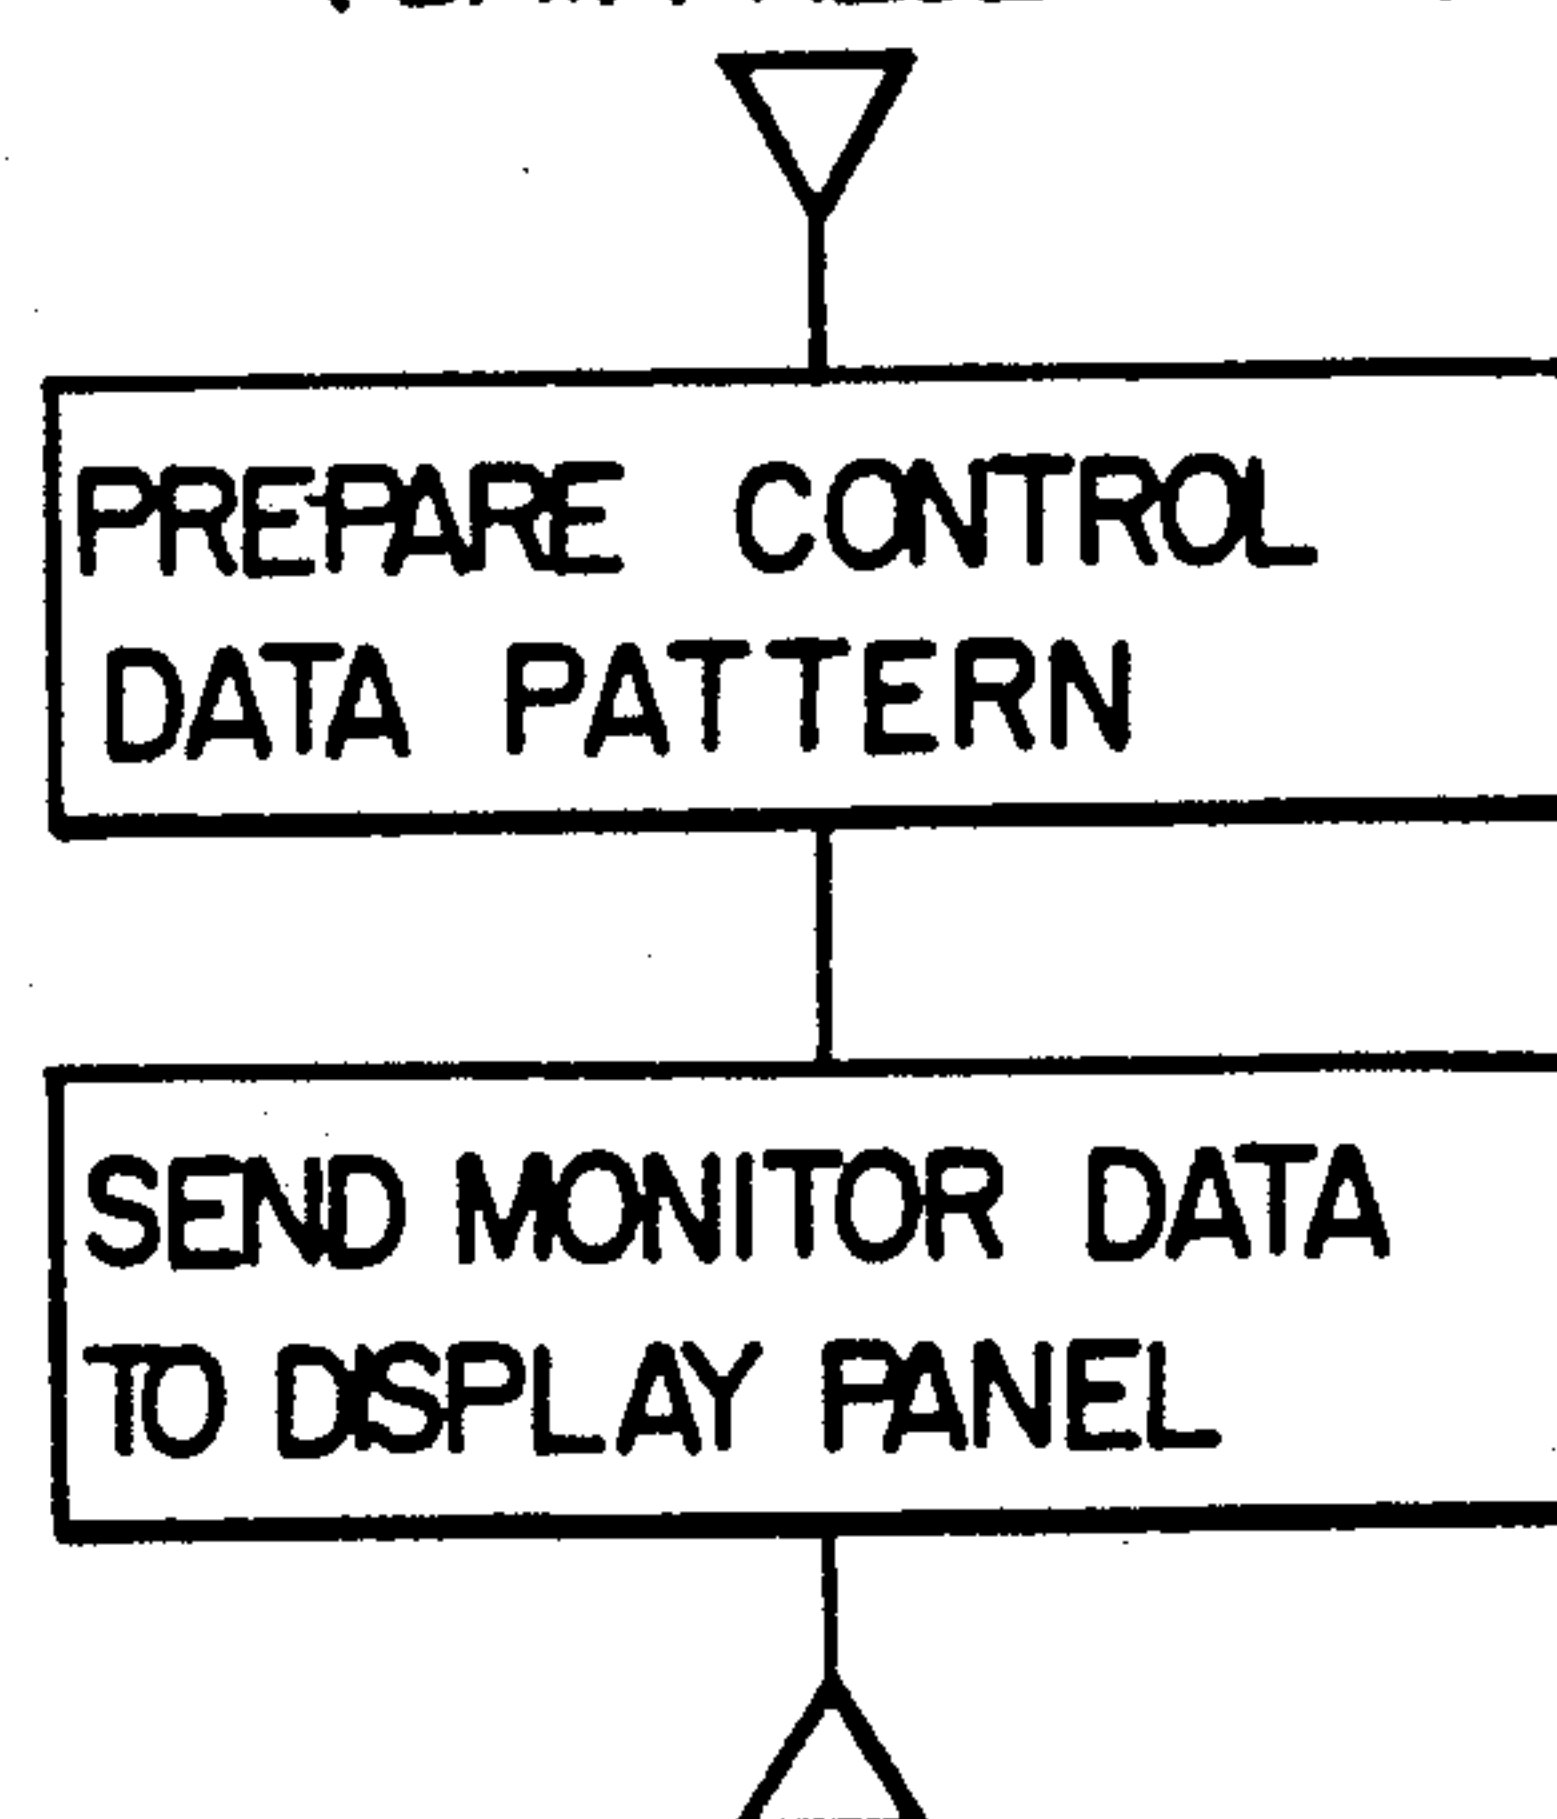 PREPARE CONTROL
DATA PATTERN
SEND MONITOR DATA
TO DISPLAY PANEL